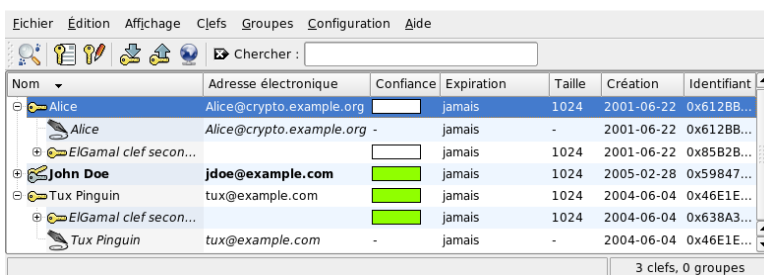 Fichier Édition Affichage Clefs Groupes Configuration Aide
Chercher :
Nom Adresse électronique Confiance Expiration Taille Création Identifiant
Alice Alice@crypto.example.org jamais 1024 2001-06-22 0x612BB...
Alice Alice@crypto.example.org - jamais - 2001-06-22 0x612BB...
ElGamal clef secon... jamais 1024 2001-06-22 0x85B2B...
John Doe jdoe@example.com jamais 1024 2005-02-28 0x59847...
Tux Pinguin tux@example.com jamais 1024 2004-06-04 0x46E1E...
ElGamal clef secon... jamais 1024 2004-06-04 0x638A3...
Tux Pinguin tux@example.com - jamais - 2004-06-04 0x46E1E...
3 clefs, 0 groupes